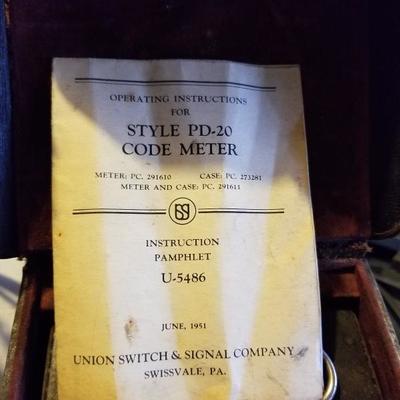 OPERATING INSTRUCTIONS
FOR
STYLE PD-20
CODE METER
METER: PC. 291610 CASE: PC. 273281
METER AND CASE: PC. 291611
INSTRUCTION
PAMPHLET
U-5486
JUNE, 1951
UNION SWITCH & SIGNAL COMPANY
SWISSVALE, PA.